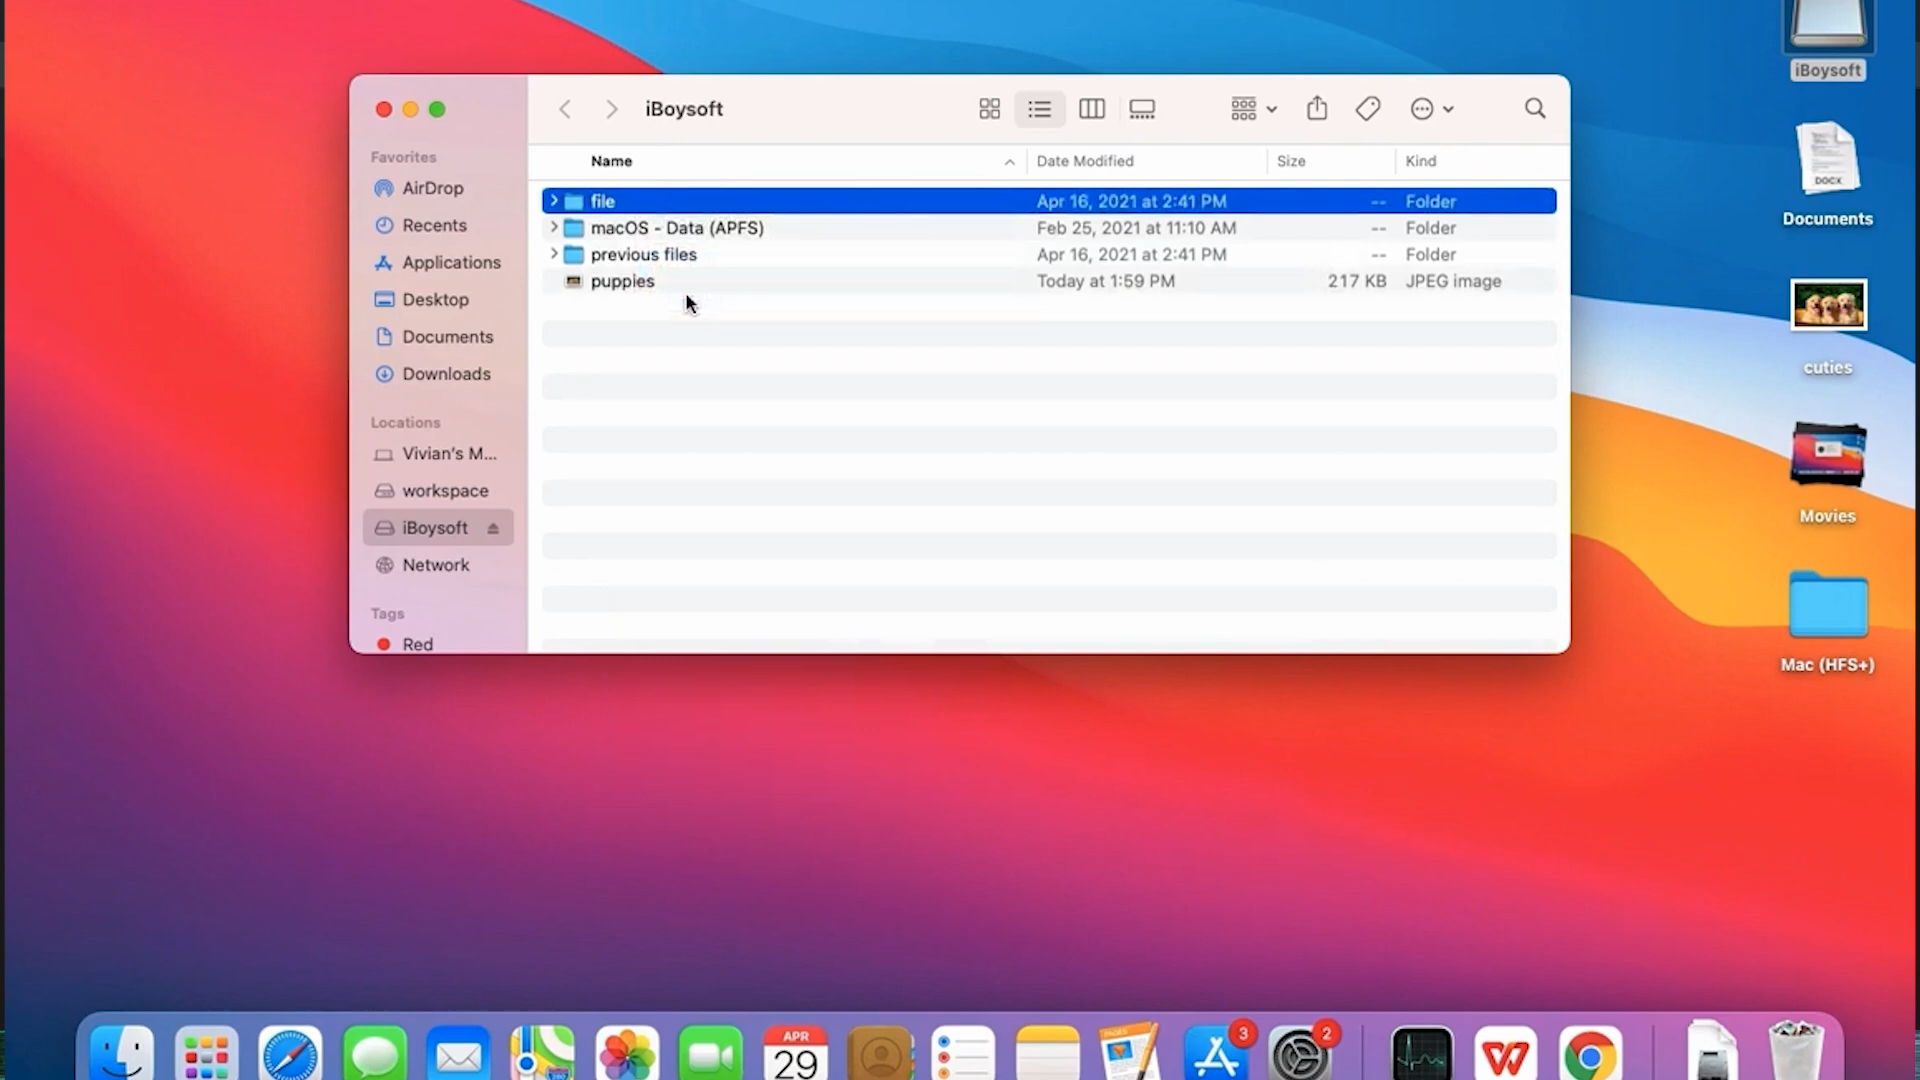 iBoysoft
iBoysoft
Favorites
Name
Date Modified
Size
Kind
AirDrop
file
Apr 16, 2021 at 2:41 PM
--
Folder
Recents
macOS - Data (APFS)
Feb 25, 2021 at 11:10 AM
--
Folder
DOCX
Documents
previous files
Apr 16, 2021 at 2:41 PM
--
Folder
Applications
puppies
Today at 1:59 PM
217 KB
JPEG image
Desktop
Documents
cuties
Downloads
Locations
Vivian's M...
workspace
Movies
iBoysoft
Network
Tags
Red
Mac (HFS+)
APR
29
PAGES
3
2
280